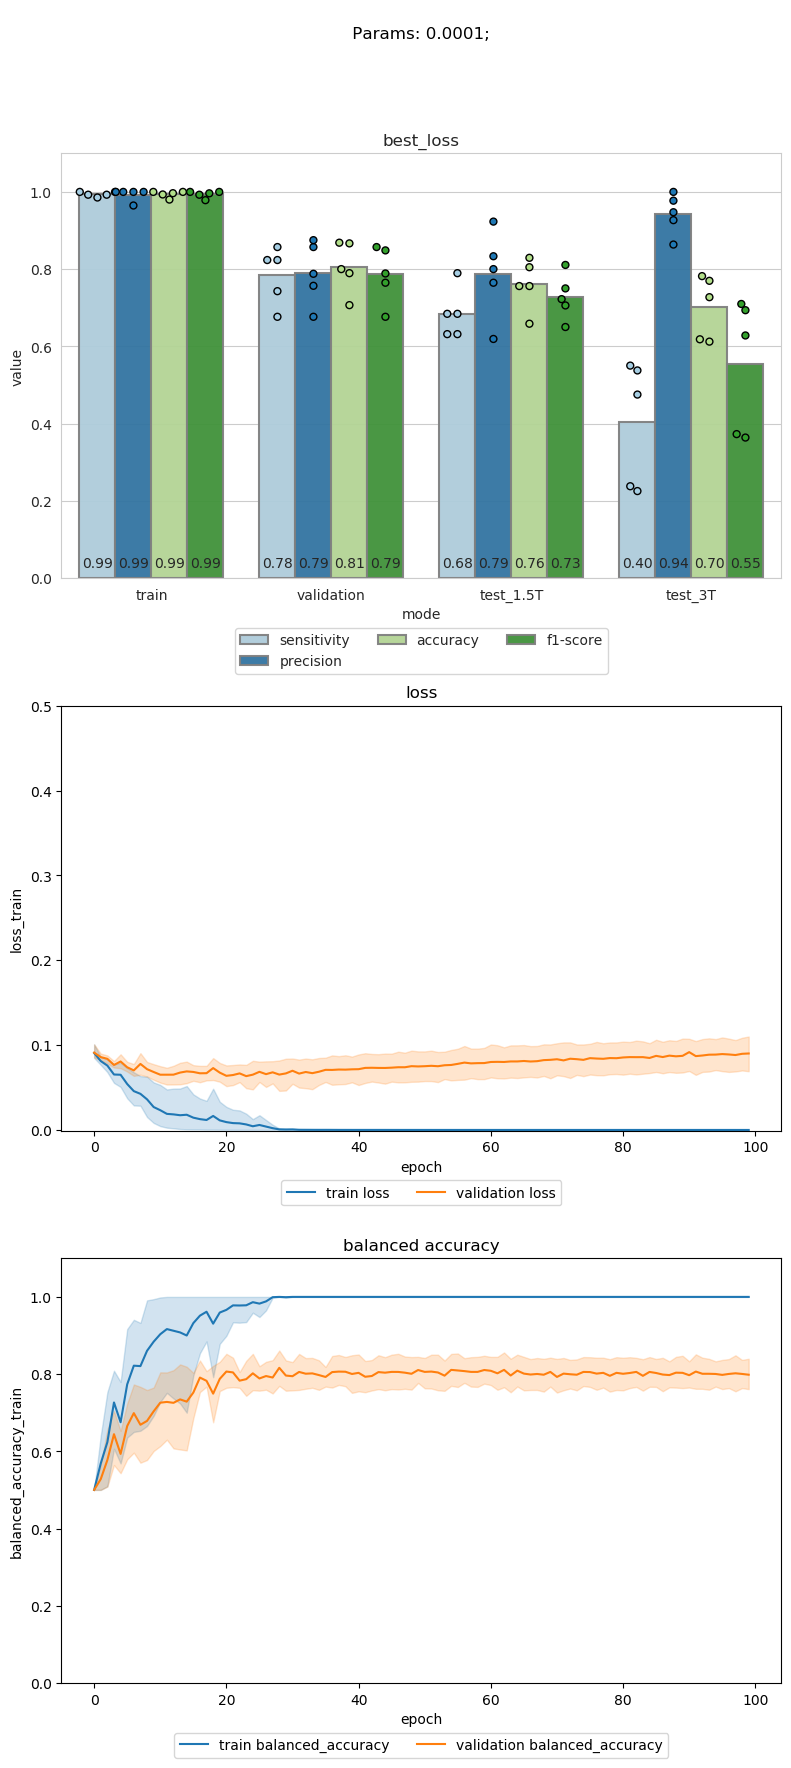 Params: 0.0001;
best_loss
1.0
0.8
0.6
0.4
0.2
0.0
value
0.99 0.99 0.99 0.99 0.78 0.79 0.81 0.79 0.68 0.79 0.76 0.73 0.40 0.94 0.70 0.55
train validation test_1.5T test_3T
mode
sensitivity accuracy f1-score
precision
loss
0.5
0.4
0.3
0.2
0.1
0.0
loss_train
0 20 40 60 80 100
epoch
train loss validation loss
balanced accuracy
1.0
0.8
0.6
0.4
0.2
0.0
balanced_accuracy_train
0 20 40 60 80 100
epoch
train balanced_accuracy validation balanced_accuracy